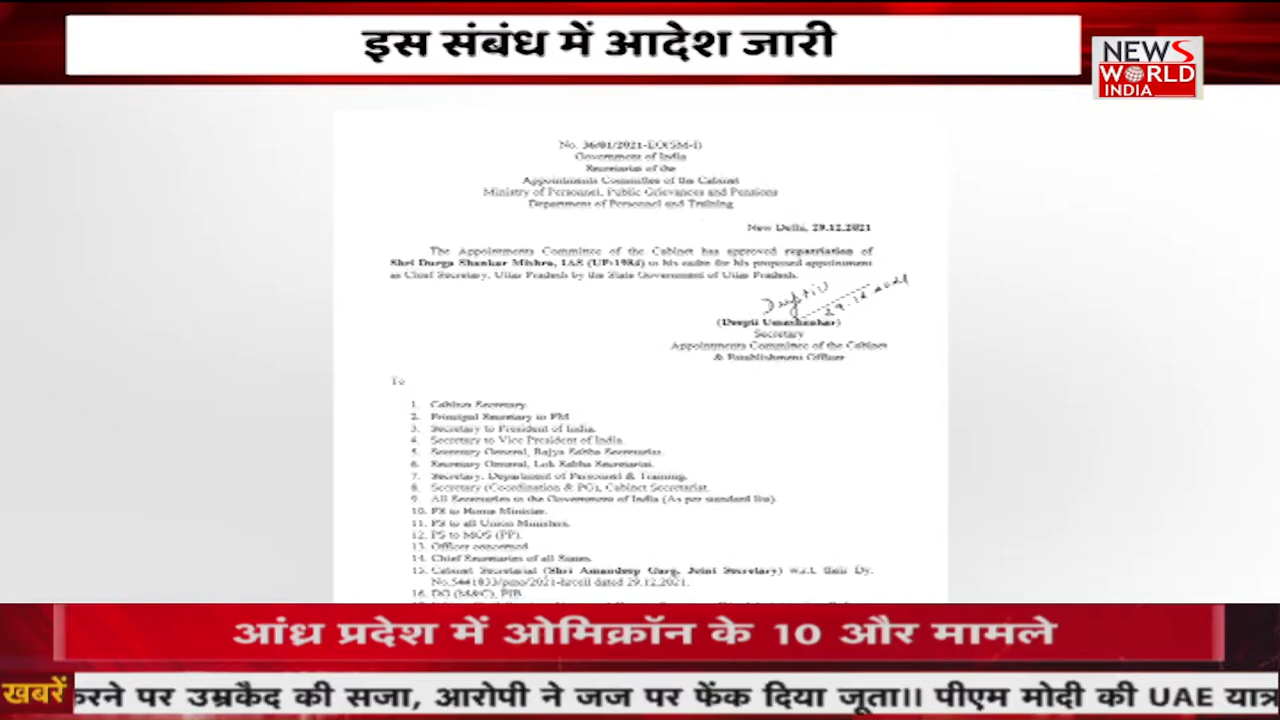 इस संबंध में आदेश जारी
NEWS
WORLD
INDIA
No. 36/01/2021-EO(SM-I)
Government of India
Secretariat of the
Appointments Committee of the Cabinet
Ministry of Personnel, Public Grievances and Pensions
Department of Personnel and Training
New Delhi, 29.12.2021
The Appointments Committee of the Cabinet has approved repatriation of
Shri Durga Shanker Mishra, IAS (UP:1984) to his cadre for his proposed appointment
as Chief Secretary, Uttar Pradesh by the State Government of Uttar Pradesh.
29.12.2021
(Deepti Umashankar)
Secretary
Appointments Committee of the Cabinet
& Establishment Officer
To
1. Cabinet Secretary.
2. Principal Secretary to PM
3. Secretary to President of India.
4. Secretary to Vice President of India.
5. Secretary General, Rajya Sabha Secretariat.
6. Secretary General, Lok Sabha Secretariat.
7. Secretary, Department of Personnel & Training.
8. Secretary (Coordination & PG), Cabinet Secretariat.
9. All Secretaries to the Government of India (As per standard list).
10. PS to Home Minister.
11. PS to all Union Ministers.
12. PS to MOS (PP).
13. Officer concerned
14. Chief Secretaries of all States.
15. Cabinet Secretariat (Shri Amandeep Garg, Joint Secretary) w.r.t. their Dy.
dated 29.12.2021.
16. DG (M&C), PIB
आंध्र प्रदेश में ओमिक्रॉन के 10 और मामले
खबरें करने पर उम्रकैद की सजा, आरोपी ने जज पर फेंक दिया जूता।। पीएम मोदी की UAE यात्र